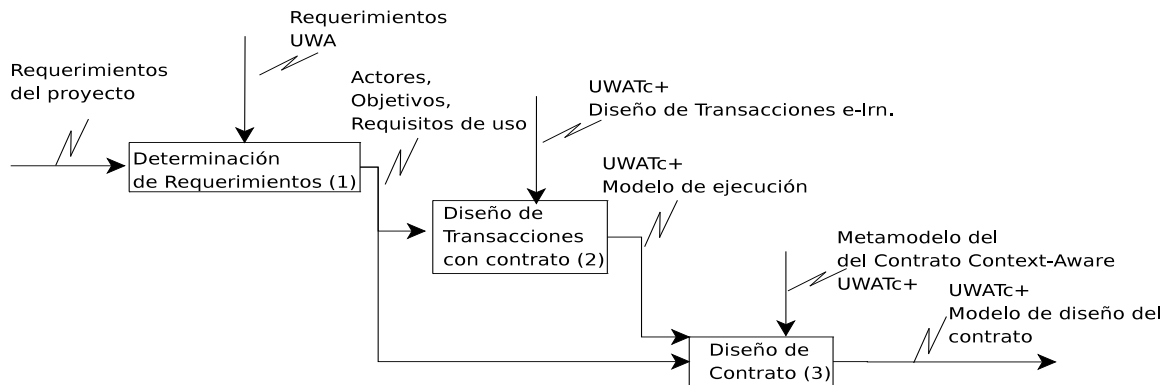 Requerimientos
UWA
Requerimientos
del proyecto
Actores,
Objetivos,
Requisitos de uso
UWATc+
Diseño de Transacciones e-lrn.
Determinación
de Requerimientos (1)
UWATc+
Modelo de ejecución
Diseño de
Transacciones
con contrato (2)
Metamodelo del
del Contrato Context-Aware
UWATc+
UWATc+
Modelo de diseño del
contrato
Diseño de
Contrato (3)